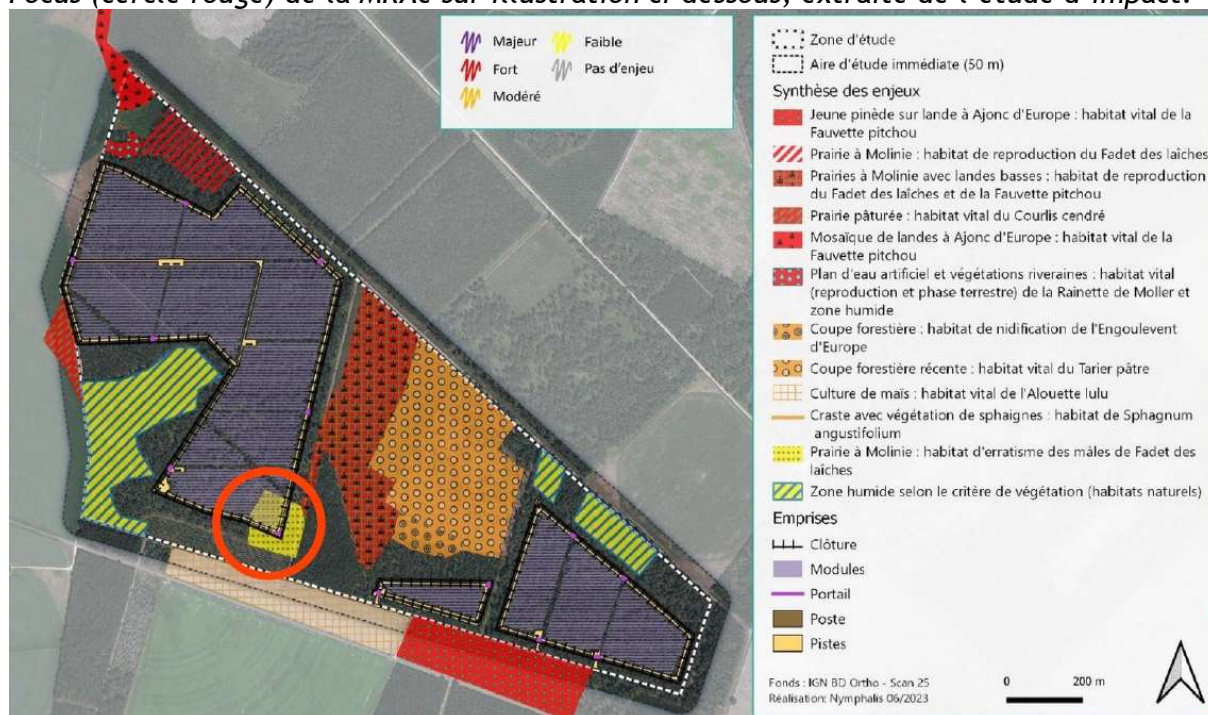 Focus (cercle rouge) de la MRAe sur illustration ci-dessous, extraite de l'étude d'impact.
Majeur
Faible
Fort
Pas d'enjeu
Modéré
Zone d'étude
Aire d'étude immédiate (50 m)
Synthèse des enjeux
Jeune pinède sur lande à Ajonc d'Europe : habitat vital de la
Fauvette pitchou
Prairie à Molinie : habitat de reproduction du Fadet des laîches
Prairies à Molinie avec landes basses : habitat de reproduction
du Fadet des laîches et de la Fauvette pitchou
Prairie pâturée : habitat vital du Courlis cendré
Mosaïque de landes à Ajonc d'Europe : habitat vital de la
Fauvette pitchou
Plan d'eau artificiel et végétations riveraines : habitat vital
(reproduction et phase terrestre) de la Rainette de Moller et
zone humide
Coupe forestière : habitat de nidification de l'Engoulevent
d'Europe
Coupe forestière récente : habitat vital du Tarier pâtre
Culture de maïs : habitat vital de l'Alouette lulu
Craste avec végétation de sphaignes : habitat de Sphagnum
angustifolium
Prairie à Molinie : habitat d'erratisme des mâles de Fadet des
laîches
Zone humide selon le critère de végétation (habitats naturels)
Emprises
Clôture
Modules
Portail
Poste
Pistes
Fonds : IGN BD Ortho - Scan 25
Réalisation: Nymphalis 06/2023
0 200 m